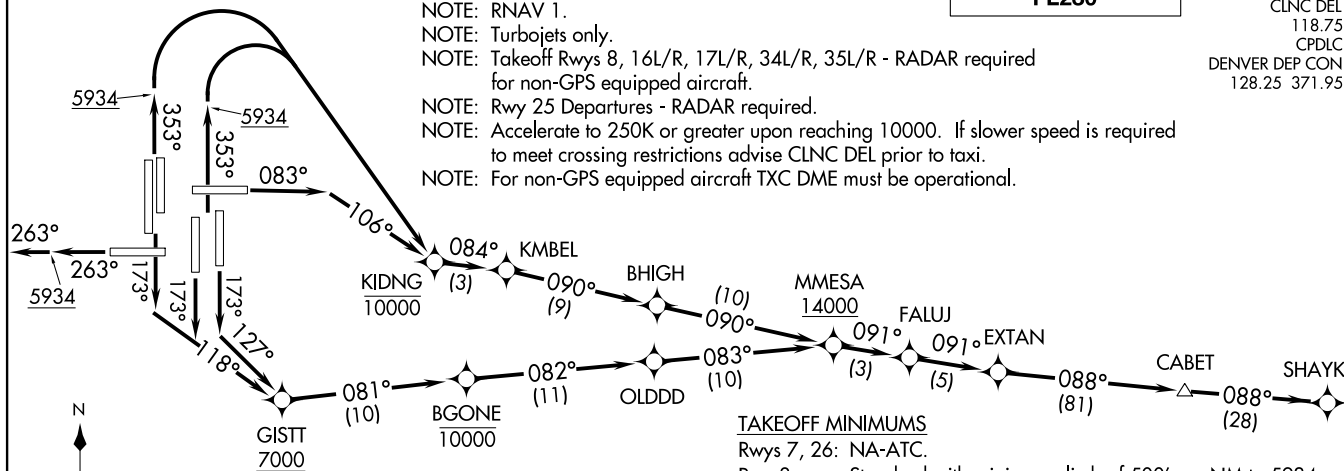 NOTE: RNAV 1.
NOTE: Turbojets only.
NOTE: Takeoff Rwys 8, 16L/R, 17L/R, 34L/R, 35L/R - RADAR required
for non-GPS equipped aircraft.
NOTE: Rwy 25 Departures - RADAR required.
NOTE: Accelerate to 250K or greater upon reaching 10000. If slower speed is required
to meet crossing restrictions advise CLNC DEL prior to taxi.
NOTE: For non-GPS equipped aircraft TXC DME must be operational.
CLNC DEL
118.75
CPDLC
DENVER DEP CON
128.25 371.95
5934
353°
5934
353°
083°
106°
263°
263°
5934
173°
173°
173°
127°
118°
KIDNG
10000
084°
(3)
KMBEL
090°
(9)
BHIGH
(10)
090°
MMESA
14000
091°
(3)
FALUJ
091°
(5)
EXTAN
088°
(81)
CABET
088°
(28)
SHAYK
GISTT
7000
081°
(10)
BGONE
10000
082°
(11)
OLDDD
083°
(10)
N
TAKEOFF MINIMUMS
Rwys 7, 26: NA-ATC.